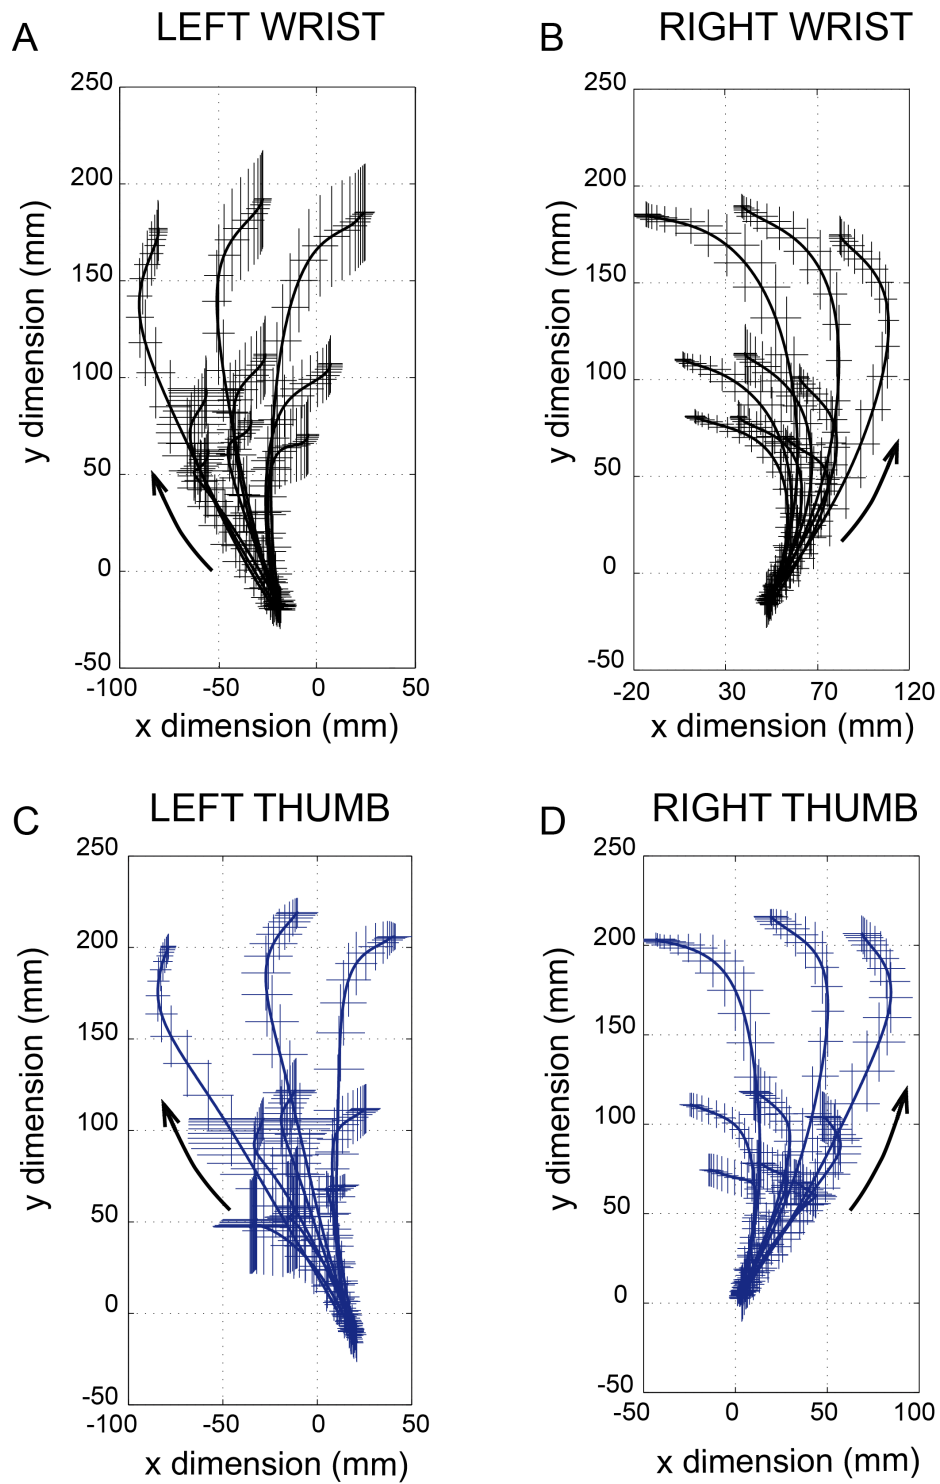 A LEFT WRIST
B RIGHT WRIST
250
200
150
100
50
0
-50
y dimension (mm)
-100 -50 0 50
x dimension (mm)
250
200
150
100
50
0
-50
y dimension (mm)
-20 30 70 120
x dimension (mm)
C LEFT THUMB
D RIGHT THUMB
250
200
150
100
50
0
-50
y dimension (mm)
-100 -50 0 50
x dimension (mm)
250
200
150
100
50
0
-50
y dimension (mm)
-50 0 50 100
x dimension (mm)